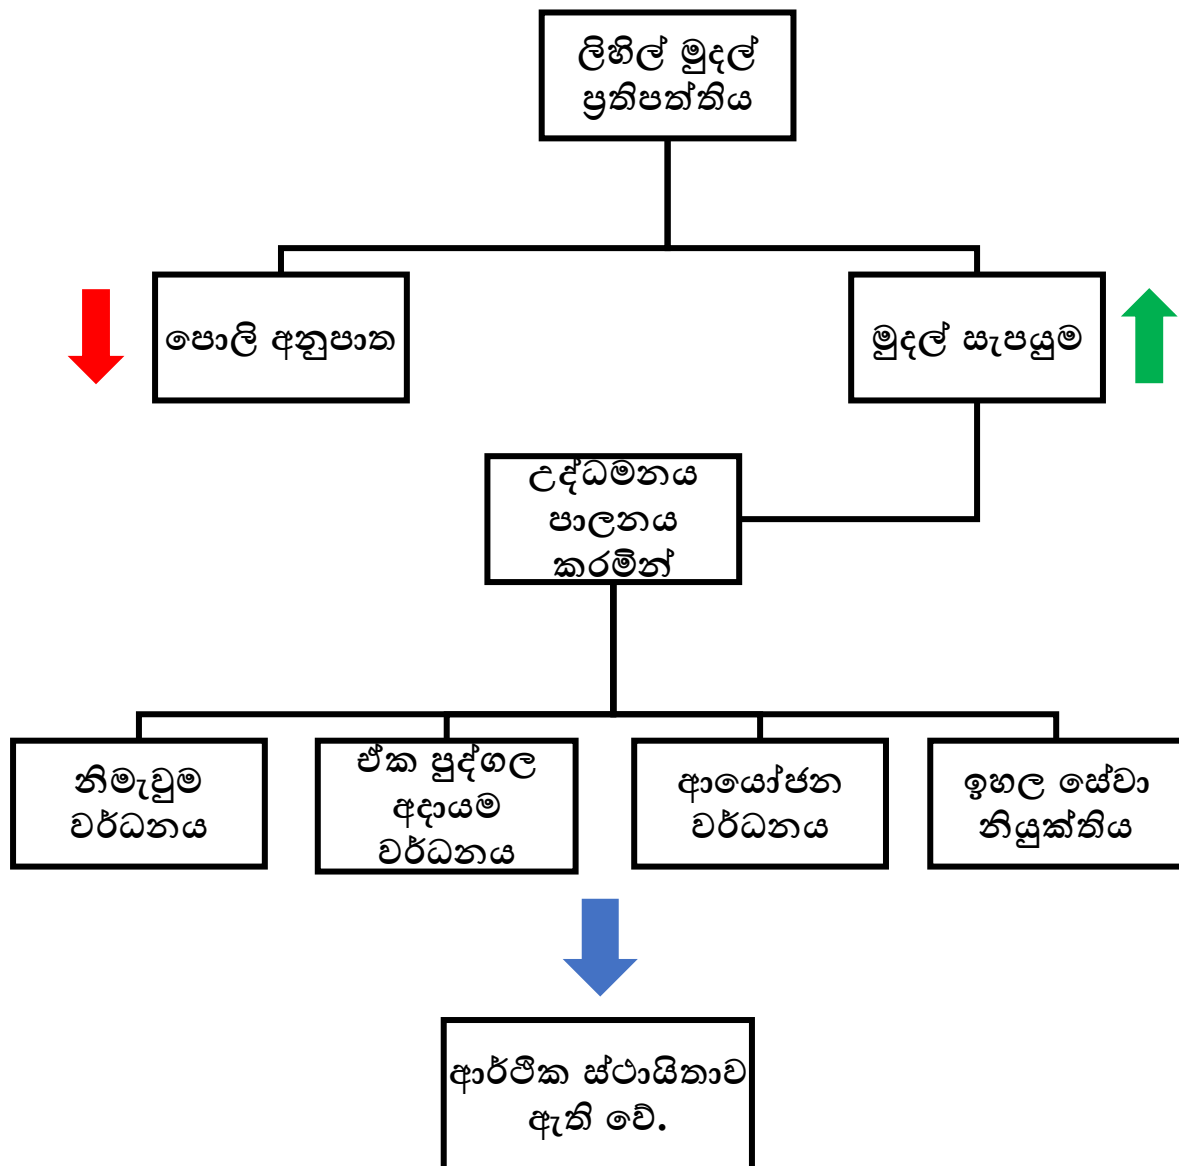 ලිහිල් මුදල්
ප්‍රතිපත්තිය
පොලි අනුපාත
මුදල් සැපයුම
උද්ධමනය
පාලනය
කරමින්
නිමැවුම
වර්ධනය
ඒක පුද්ගල
අදායම
වර්ධනය
ආයෝජන
වර්ධනය
ඉහල සේවා
නියුක්තිය
ආර්ථික ස්ථායිතාව
ඇති වේ.